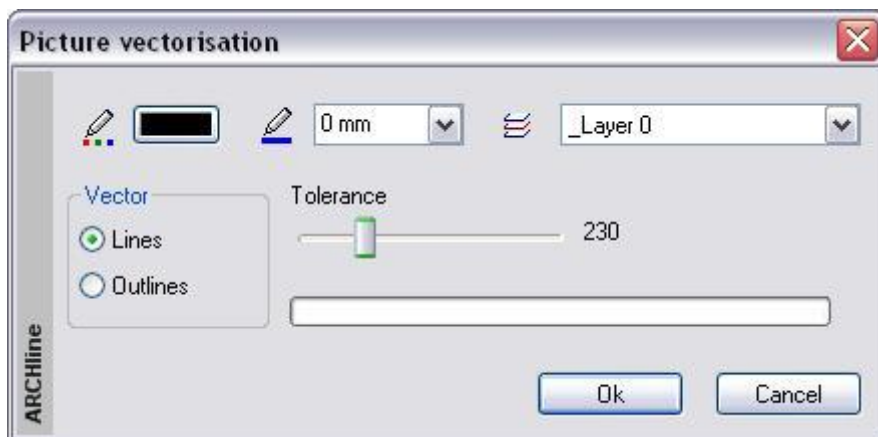 Picture vectorisation
0 mm
_Layer 0
Vector
Lines
Outlines
Tolerance
230
ARCHline
Ok
Cancel